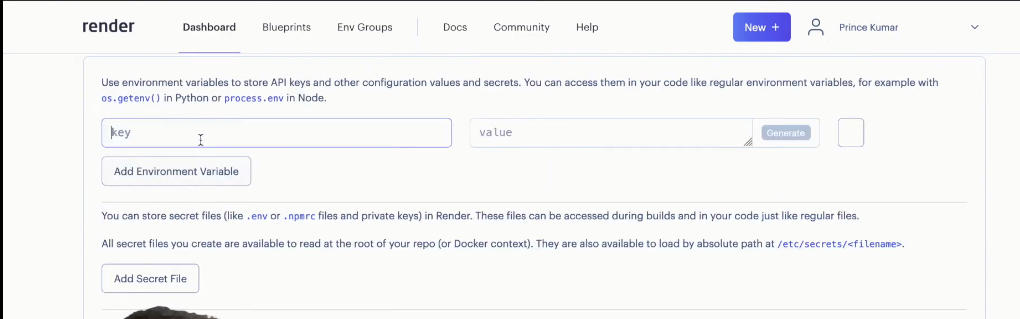 render Dashboard Blueprints Env Groups Docs Community Help New + Prince Kumar
Use environment variables to store API keys and other configuration values and secrets. You can access them in your code like regular environment variables, for example with
os.getenv() in Python or process.env in Node.
key value Generate
Add Environment Variable
You can store secret files (like .env or .npmrc files and private keys) in Render. These files can be accessed during builds and in your code just like regular files.
All secret files you create are available to read at the root of your repo (or Docker context). They are also available to load by absolute path at /etc/secrets/<filename>.
Add Secret File